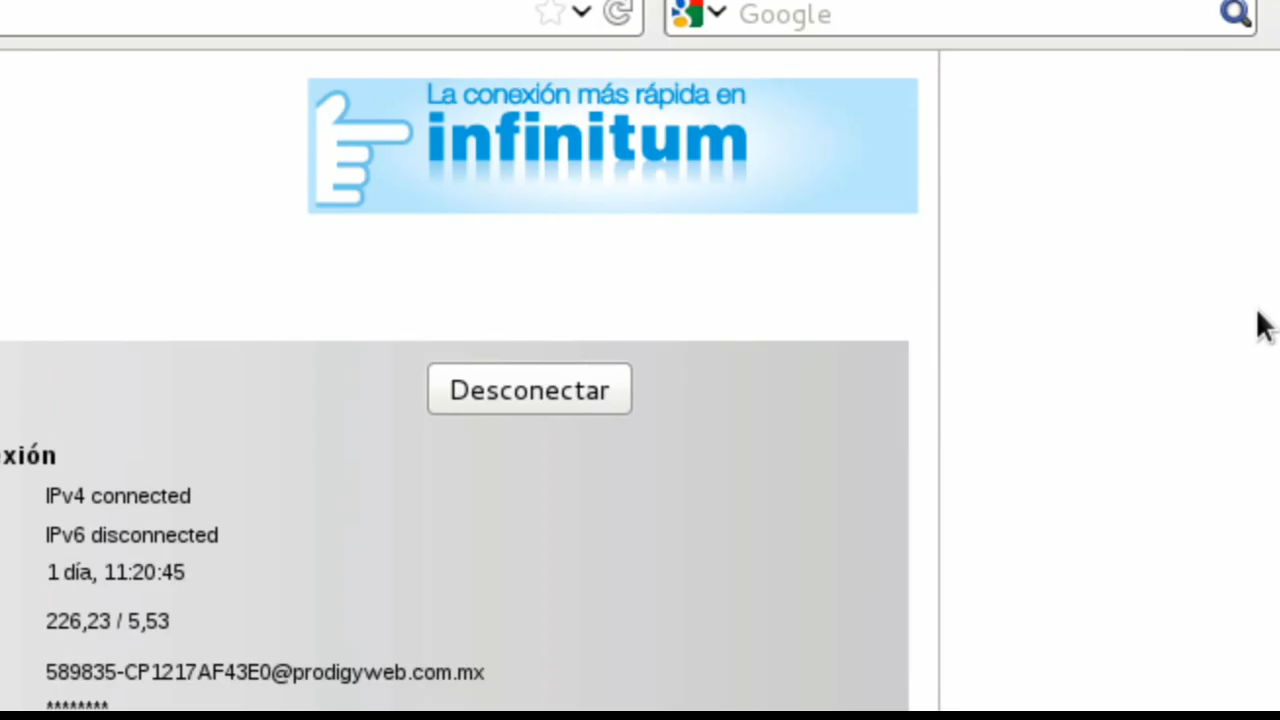 Google
La conexión más rápida en
infinitum
Desconectar
exión
IPv4 connected
IPv6 disconnected
1 día, 11:20:45
226,23 / 5,53
589835-CP1217AF43E0@prodigyweb.com.mx
********